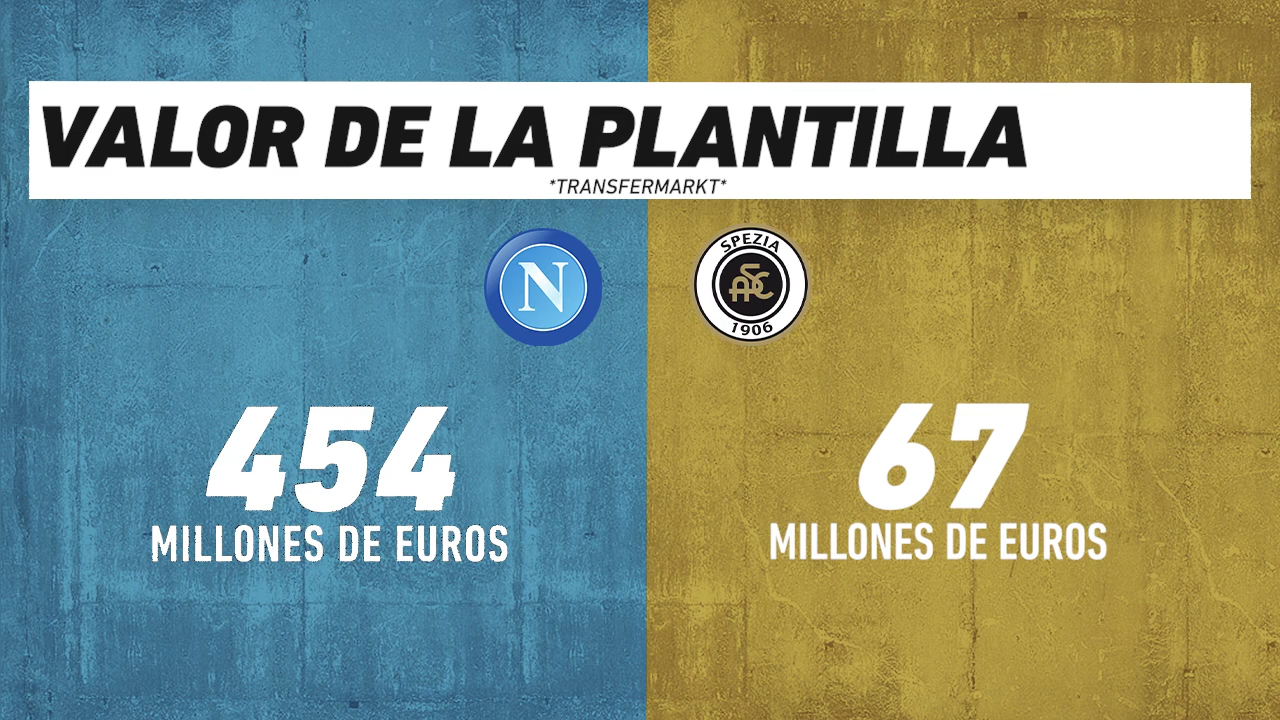 VALOR DE LA PLANTILLA
*TRANSFERMARKT*
N
SPEZIA
ASC
1906
454
MILLONES DE EUROS
67
MILLONES DE EUROS